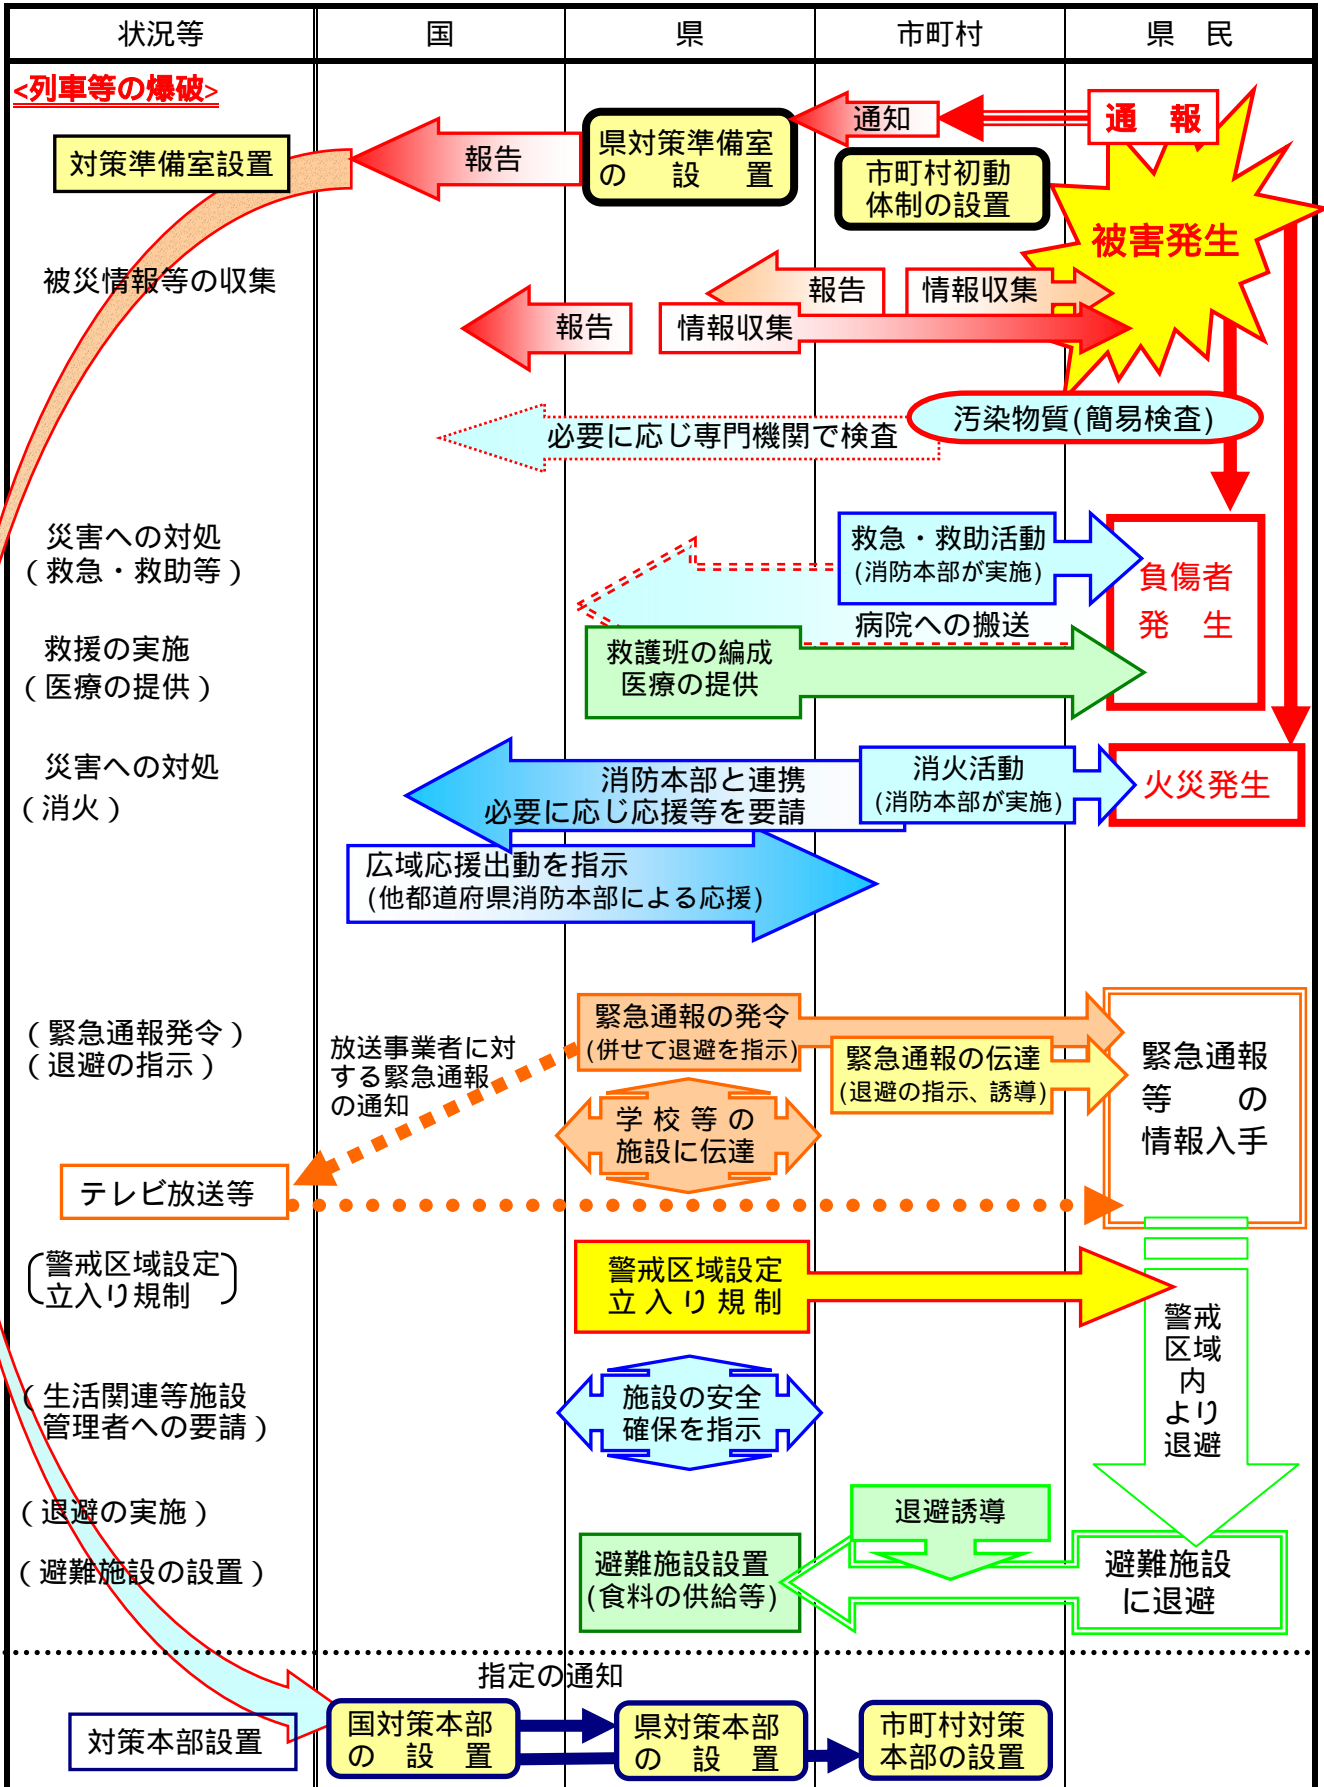 状況等
国
県
市町村
県　民
<列車等の爆破>
通　報
通知
県対策準備室
の　設　置
報告
対策準備室設置
市町村初動
体制の設置
被害発生
被災情報等の収集
報告
情報収集
報告
情報収集
汚染物質(簡易検査)
必要に応じ専門機関で検査
災害への対処
（救急・救助等）
救急・救助活動
(消防本部が実施)
負傷者
発　生
病院への搬送
救援の実施
（医療の提供）
救護班の編成
医療の提供
災害への対処
（消火）
消防本部と連携
必要に応じ応援等を要請
消火活動
(消防本部が実施)
火災発生
広域応援出動を指示
(他都道府県消防本部による応援)
（緊急通報発令）
（退避の指示）
放送事業者に対
する緊急通報
の通知
緊急通報の発令
(併せて退避を指示)
緊急通報の伝達
(退避の指示、誘導)
緊急通報
等　の
情報入手
学校等の
施設に伝達
テレビ放送等
警戒区域設定
立入り規制
警戒区域設定
立入り規制
警戒
区域
内
より
退避
（生活関連等施設
管理者への要請）
施設の安全
確保を指示
（退避の実施）
退避誘導
（避難施設の設置）
避難施設設置
(食料の供給等)
避難施設
に退避
指定の通知
対策本部設置
国対策本部
の　設　置
県対策本部
の　設　置
市町村対策
本部の設置